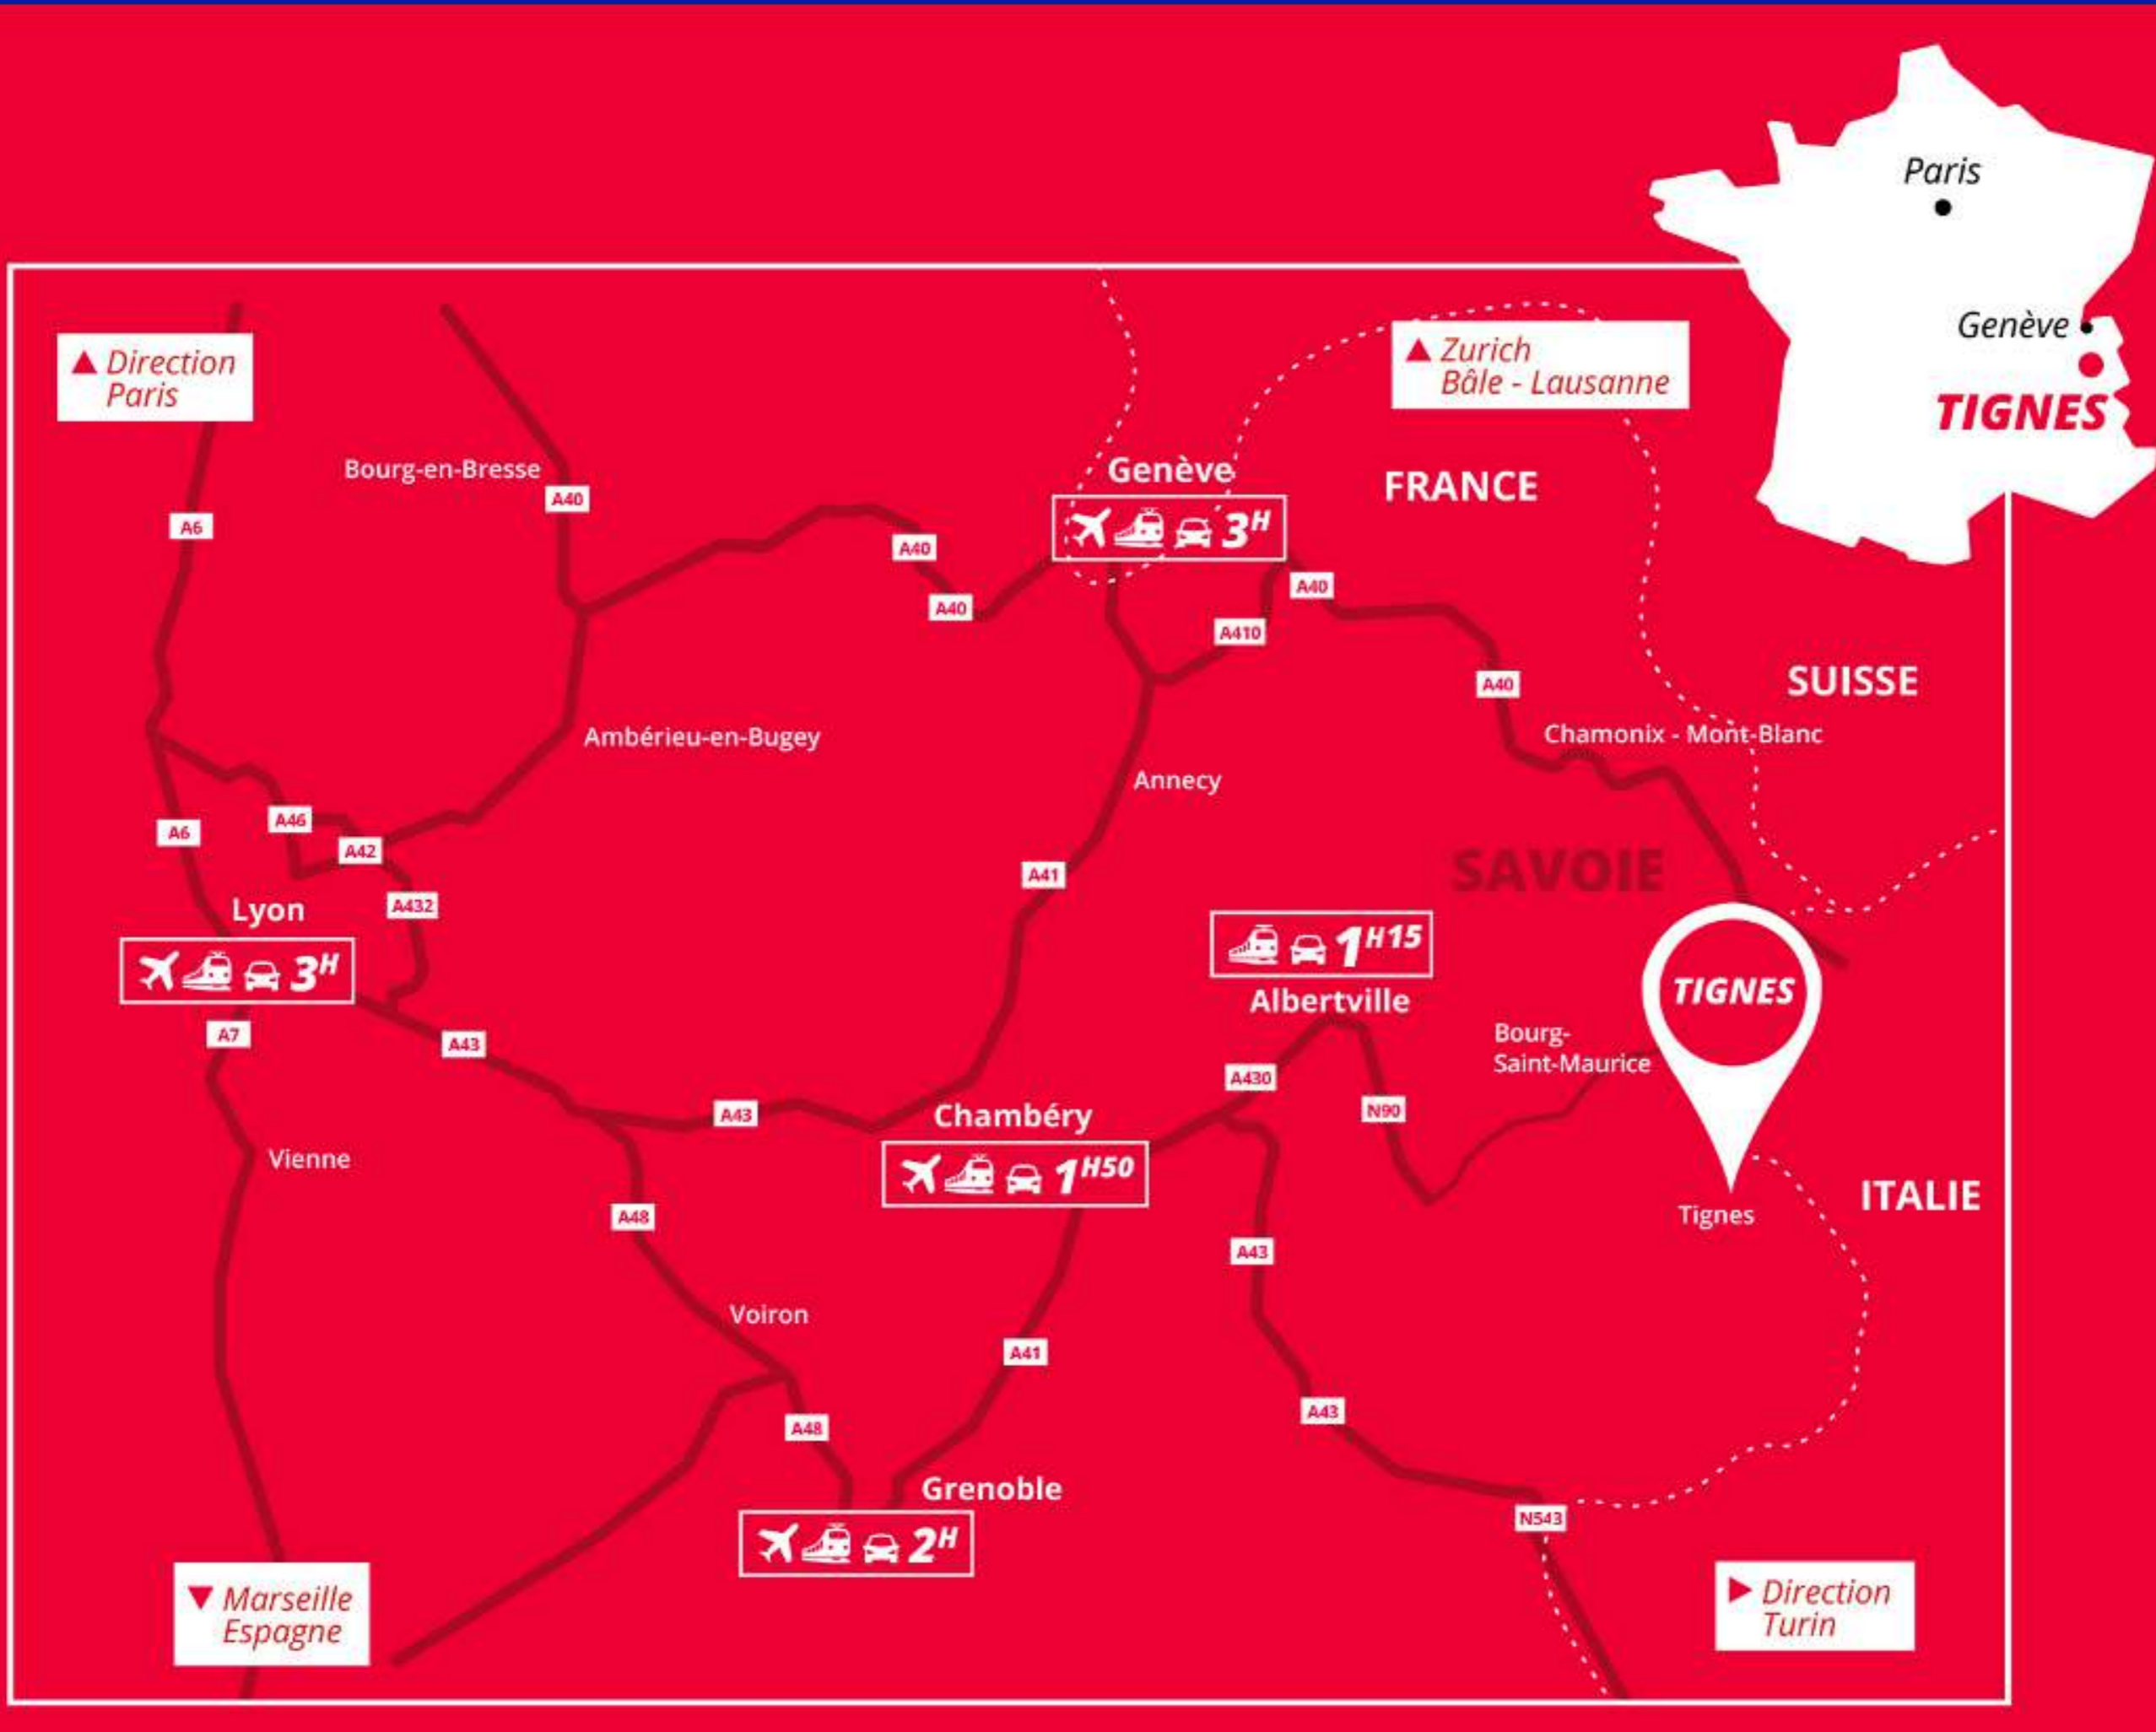 Paris
Genève
TIGNES
Direction
Paris
Zurich
Bâle - Lausanne
Bourg-en-Bresse
A40
Genève
FRANCE
3H
A6
A40
A40
A40
A410
A40
SUISSE
Chamonix - Mont-Blanc
Ambérieu-en-Bugey
Annecy
A46
A6
A42
A41
SAVOIE
A432
Lyon
3H
1H15
Albertville
TIGNES
A7
A43
Bourg-
Saint-Maurice
A430
A43
Chambéry
N90
1H50
Vienne
ITALIE
Tignes
A48
A43
Voiron
A41
A43
A48
Grenoble
N543
2H
Marseille
Espagne
Direction
Turin